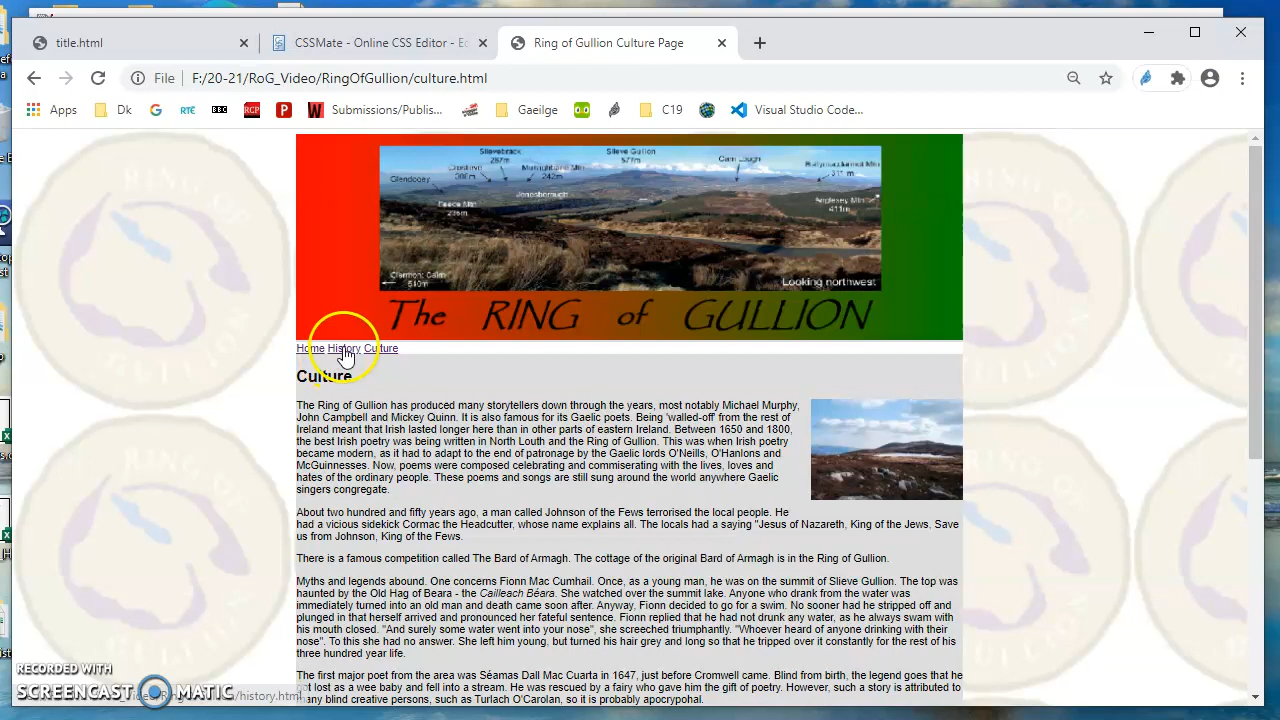 title.html
CSSMate - Online CSS Editor - Ec
Ring of Gullion Culture Page
File F:/20-21/RoG_Video/RingOfGullion/culture.html
Apps Dk RTÉ BBC RCP Submissions/Publis... Gaeilge C19 Visual Studio Code...
Slievebrack 267m
Slieve Gullion 577m
Carn Lough
Croslieve 308m
Glendooey
Jonesborough
311 m
Anglesey Mtn 411m
Clermont Cairn 510m
Looking northwest
The RING of GULLION
Home History Culture
Culture
The Ring of Gullion has produced many storytellers down through the years, most notably Michael Murphy,
John Campbell and Mickey Quinn. It is also famous for its Gaelic poets. Being 'walled-off' from the rest of
Ireland meant that Irish lasted longer here than in other parts of eastern Ireland. Between 1650 and 1800,
the best Irish poetry was being written in North Louth and the Ring of Gullion. This was when Irish poetry
became modern, as it had to adapt to the end of patronage by the Gaelic lords O'Neills, O'Hanlons and
McGuinnesses. Now, poems were composed celebrating and commiserating with the lives, loves and
hates of the ordinary people. These poems and songs are still sung around the world anywhere Gaelic
singers congregate.
About two hundred and fifty years ago, a man called Johnson of the Fews terrorised the local people. He
had a vicious sidekick Cormac the Headcutter, whose name explains all. The locals had a saying "Jesus of Nazareth, King of the Jews, Save
us from Johnson, King of the Fews.
There is a famous competition called The Bard of Armagh. The cottage of the original Bard of Armagh is in the Ring of Gullion.
Myths and legends abound. One concerns Fionn Mac Cumhail. Once, as a young man, he was on the summit of Slieve Gullion. The top was
haunted by the Old Hag of Beara - the Cailleach Béara. She watched over the summit lake. Anyone who drank from the water was
immediately turned into an old man and death came soon after. Anyway, Fionn decided to go for a swim. No sooner had he stripped off and
plunged in that herself arrived and pronounced her fateful sentence. Fionn replied that he had not drunk any water, as he always swam with
his mouth closed. "And surely some water went into your nose", she screeched triumphantly. "Whoever heard of anyone drinking with their
nose". To this she had no answer. She left him young, but turned his hair grey and long so that he tripped over it constantly for the rest of his
three hundred year life.
The first major poet from the area was Séamas Dall Mac Cuarta in 1647, just before Cromwell came. Blind from birth, the legend goes that he
got lost as a wee baby and fell into a stream. He was rescued by a fairy who gave him the gift of poetry. However, such a story is attributed to
many blind creative persons, such as Turlach O'Carolan, so it is probably apocryphal.
RECORDED WITH
SCREENCAST MATIC
/history.html